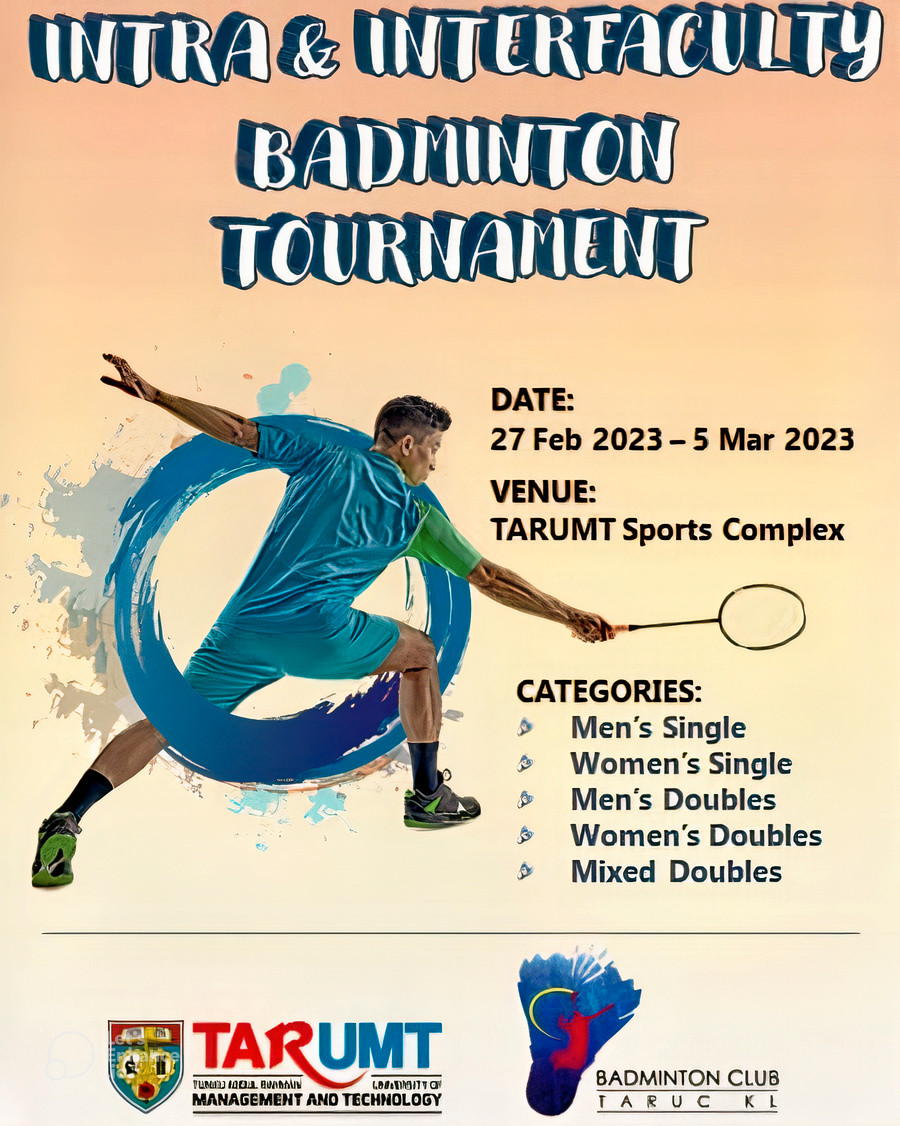 INTRA & INTERFACULTY
BADMINTON
TOURNAMENT
DATE:
27 Feb 2023 – 5 Mar 2023
VENUE:
TARUMT Sports Complex
CATEGORIES:
Men's Single
Women's Single
Men's Doubles
Women's Doubles
Mixed Doubles
TARUMT
MANAGEMENT AND TECHNOLOGY
BADMINTON CLUB
TARUC KL